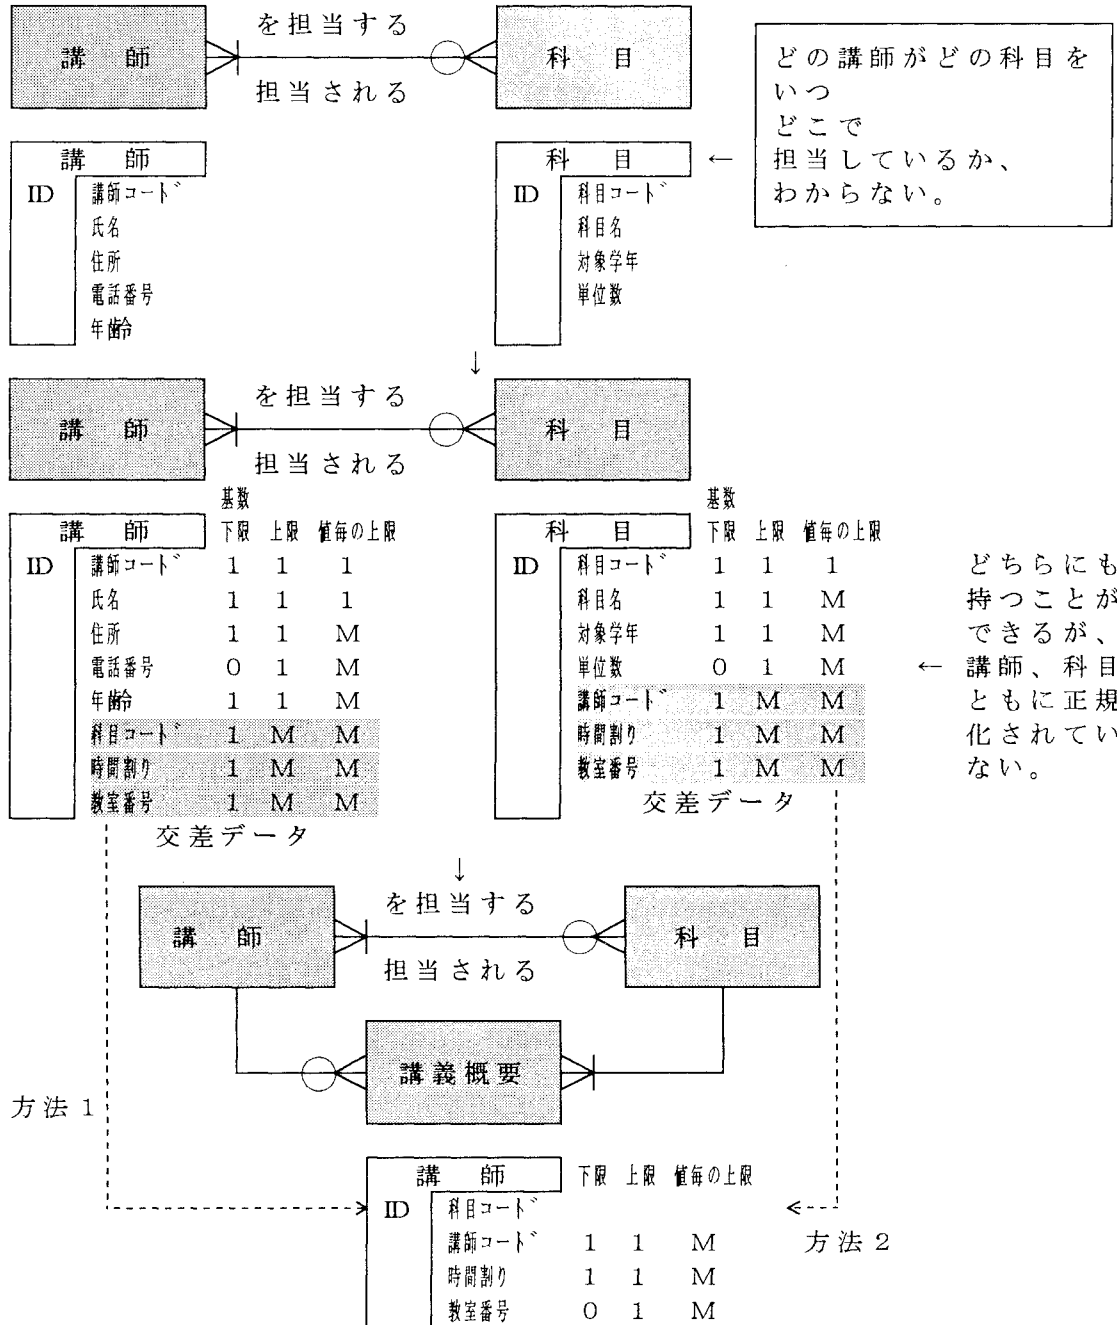 を担当する
講 師
科 目
担当される
どの講師がどの科目を
いつ
どこで
担当しているか、
わからない。
←
講 師
ID 講師コード
氏名
住所
電話番号
年齢
科 目
ID 科目コード
科目名
対象学年
単位数
↓
を担当する
講 師
科 目
担当される
基数
講 師 下限 上限 値毎の上限
ID 講師コード 1 1 1
氏名 1 1 1
住所 1 1 M
電話番号 0 1 M
年齢 1 1 M
科目コード 1 M M
時間割り 1 M M
教室番号 1 M M
交差データ
基数
科 目 下限 上限 値毎の上限
ID 科目コード 1 1 1
科目名 1 1 M
対象学年 1 1 M
単位数 0 1 M
講師コード 1 M M
時間割り 1 M M
教室番号 1 M M
交差データ
どちらにも
持つことが
できるが、
← 講師、科目
ともに正規
化されてい
ない。
↓
を担当する
講 師
科 目
担当される
講義概要
方法1
方法2
講 師 下限 上限 値毎の上限
ID 科目コード
講師コード 1 1 M
時間割り 1 1 M
教室番号 0 1 M